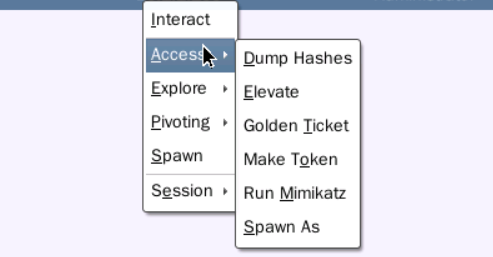 Interact
Access
Explore
Pivoting
Spawn
Session
Dump Hashes
Elevate
Golden Ticket
Make Token
Run Mimikatz
Spawn As